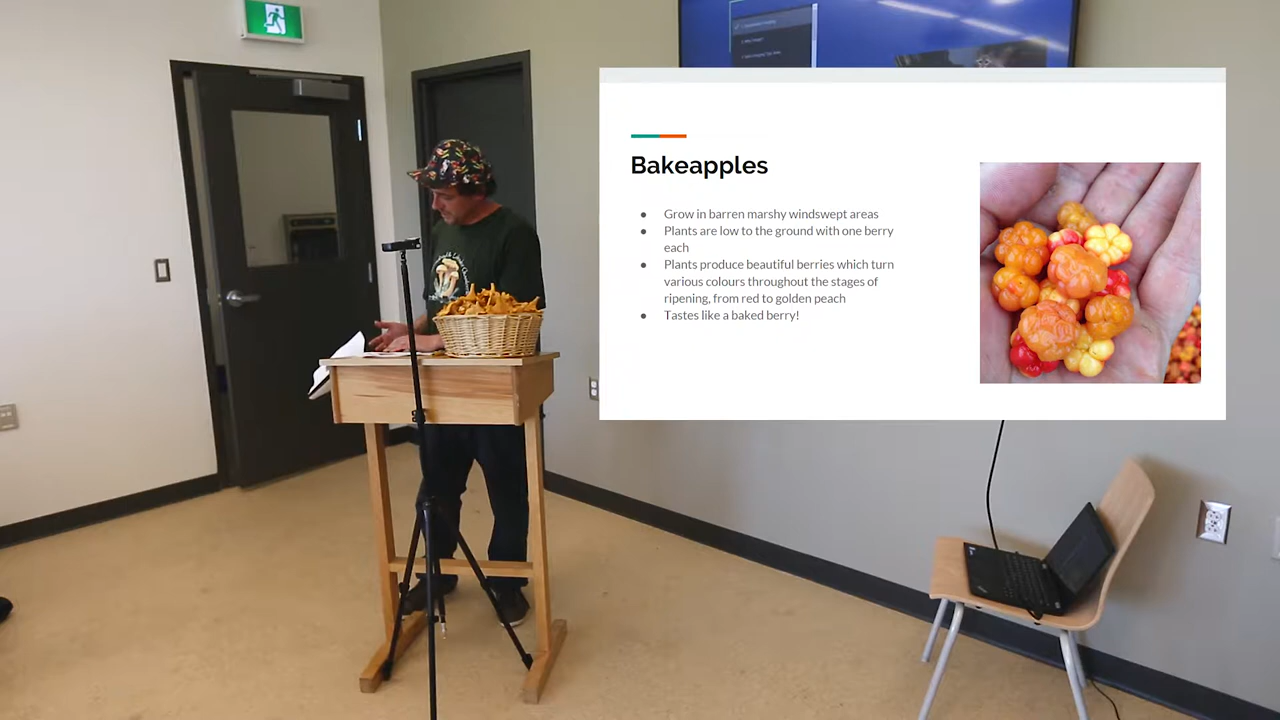 Bakeapples
● Grow in barren marshy windswept areas
● Plants are low to the ground with one berry
each
● Plants produce beautiful berries which turn
various colours throughout the stages of
ripening, from red to golden peach
● Tastes like a baked berry!